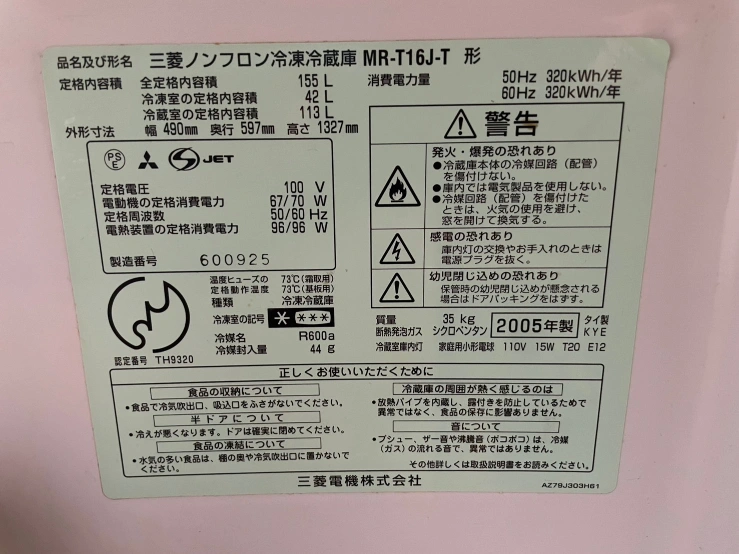 品名及び形名 三菱ノンフロン冷凍冷蔵庫 MR-T16J-T 形
定格内容積 全定格内容積 155 L
冷凍室の定格内容積 42 L
冷蔵室の定格内容積 113 L
外形寸法 幅 490mm 奥行 597mm 高さ 1327mm
消費電力量 50Hz 320kWh/年
60Hz 320kWh/年
PSE JET
定格電圧 100 V
電動機の定格消費電力 67/70 W
定格周波数 50/60 Hz
電熱装置の定格消費電力 96/96 W
製造番号 600925
温度ヒューズの定格動作温度 73℃(霜取用)
73℃(基板用)
種類 冷凍冷蔵庫
冷凍室の記号 * ***
冷媒名 R600a
冷媒封入量 44 g
認定番号 TH9320
警告
発火・爆発の恐れあり
●冷蔵庫本体の冷媒回路(配管)
を傷付けない。
●庫内では電気製品を使用しない。
●冷媒回路(配管)を傷付けた
ときは、火気の使用を避け、
窓を開けて換気する。
感電の恐れあり
庫内灯の交換やお手入れのときは
電源プラグを抜く。
幼児閉じ込めの恐れあり
保管時の幼児閉じ込めが懸念され
る場合はドアパッキングをはずす。
質量 35 kg
断熱発泡ガス シクロペンタン
2005年製
タイ製
KYE
冷蔵室庫内灯 家庭用小形電球 110V 15W T20 E12
正しくお使いいただくために
食品の収納について
・食品で冷気吹出口、吸込口をふさがないでください。
半ドアについて
・冷えが悪くなります。ドアは確実に閉めてください。
食品の凍結について
・水気の多い食品は、棚の奥や冷気吹出口に置かないで
ください。
冷蔵庫の周囲が熱く感じるのは
・放熱パイプを内蔵し、露付きを防止しているためで
異常ではなく、食品の保存に影響ありません。
音について
・プシュー、ザー音や沸騰音(ポコポコ)は、冷媒
(ガス)の流れる音で、異常ではありません。
その他詳しくは取扱説明書をお読みください。
三菱電機株式会社
AZ79J303H61